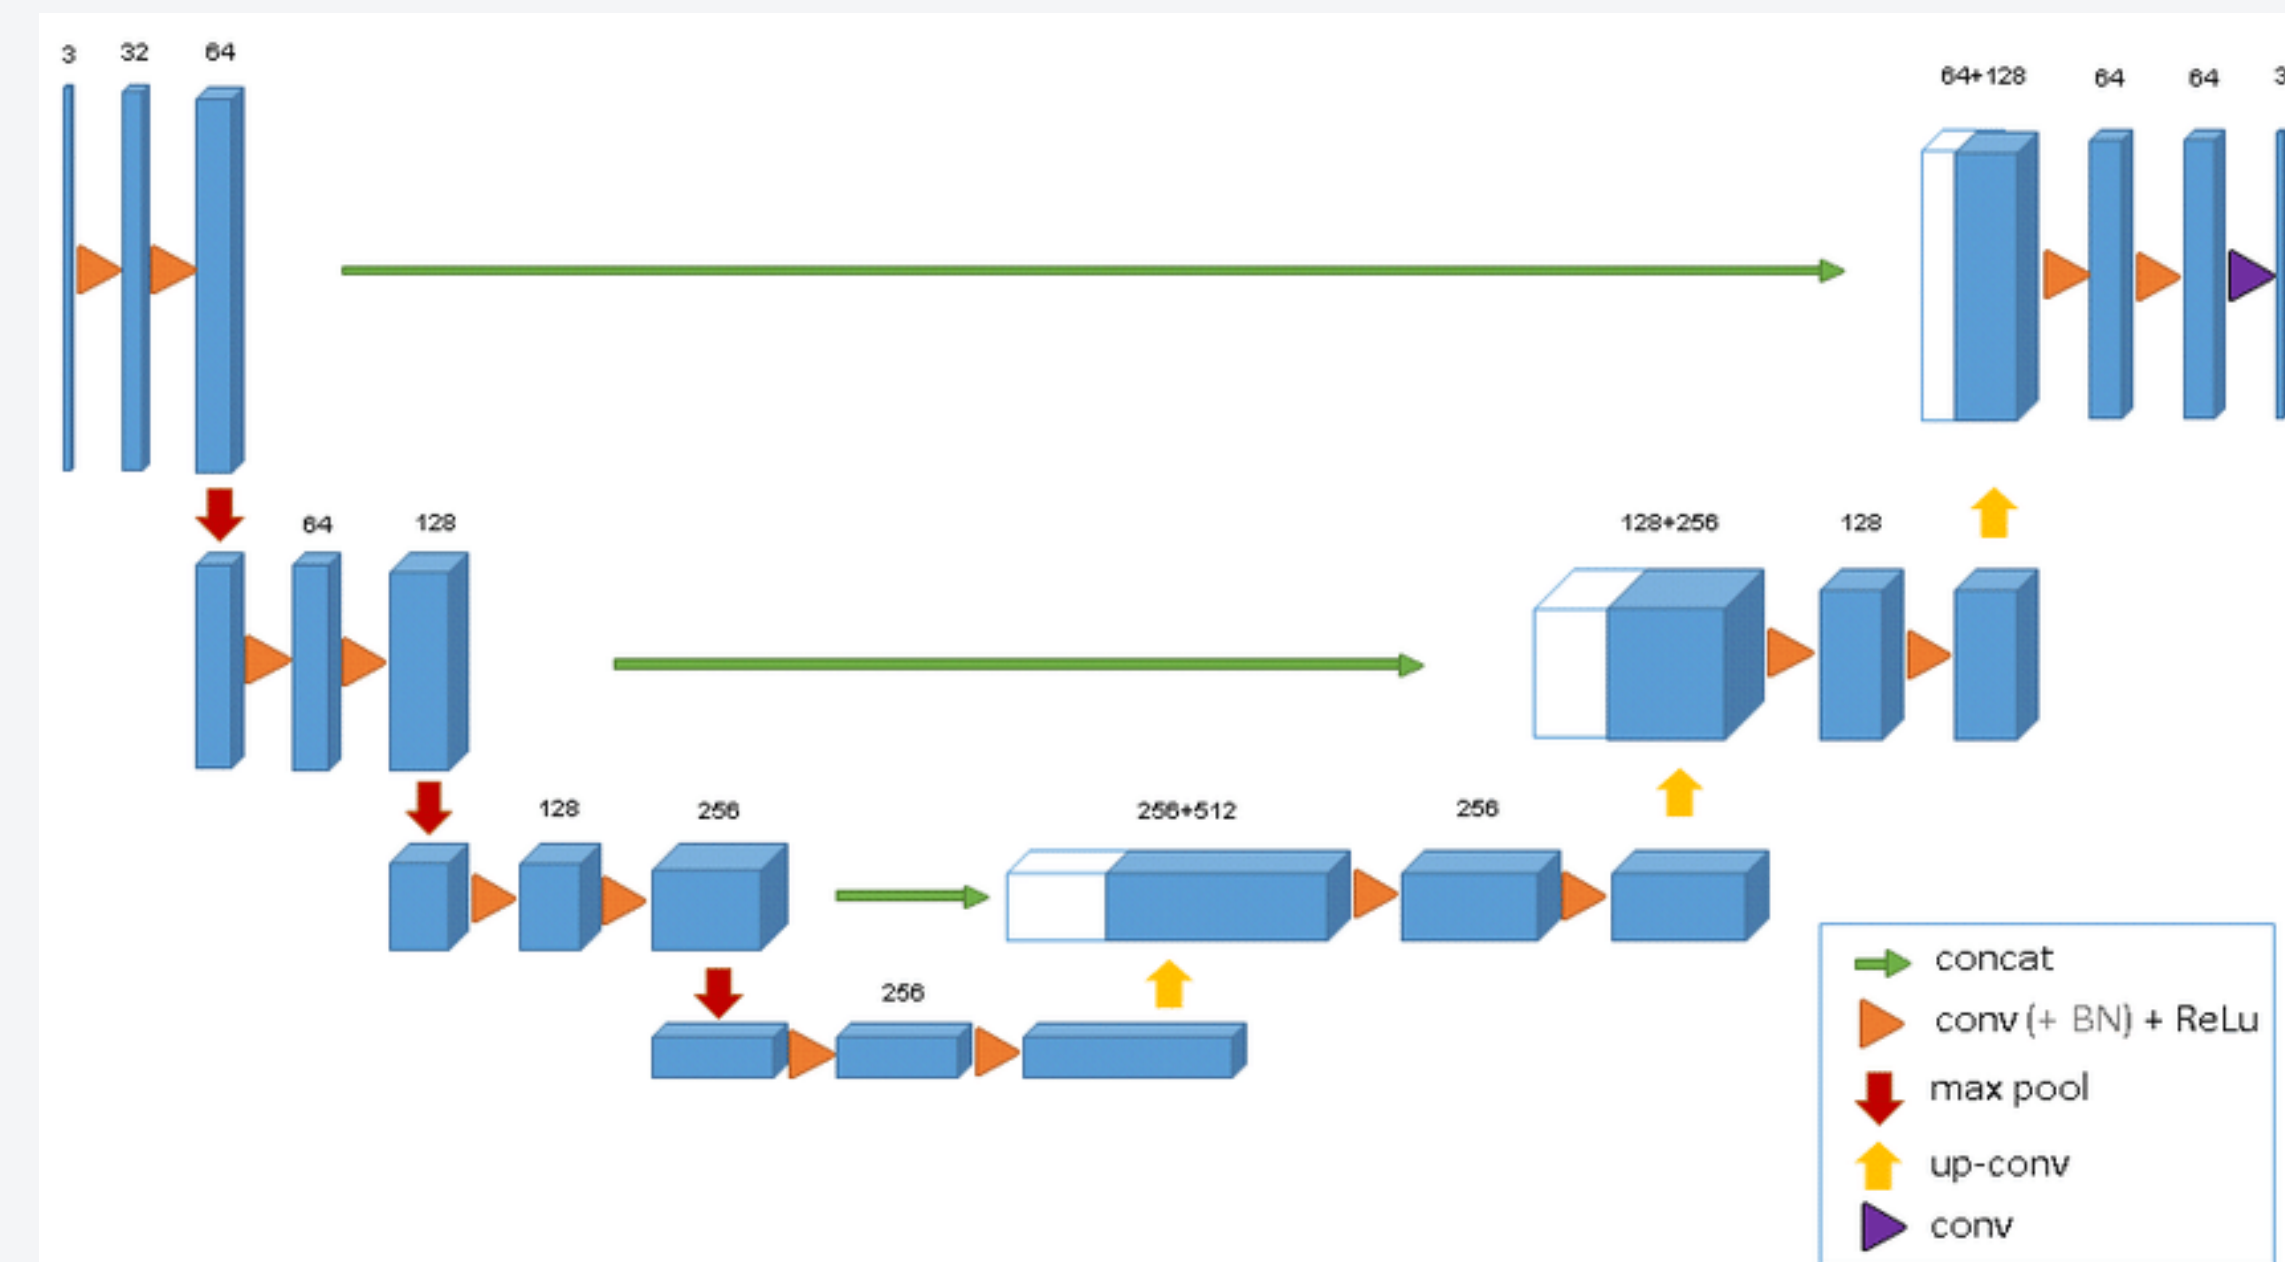 3 32 64
64+128 64 64 3
64 128
128+256 128
128 256
256+512 256
256
concat
conv (+ BN) + ReLu
max pool
up-conv
conv